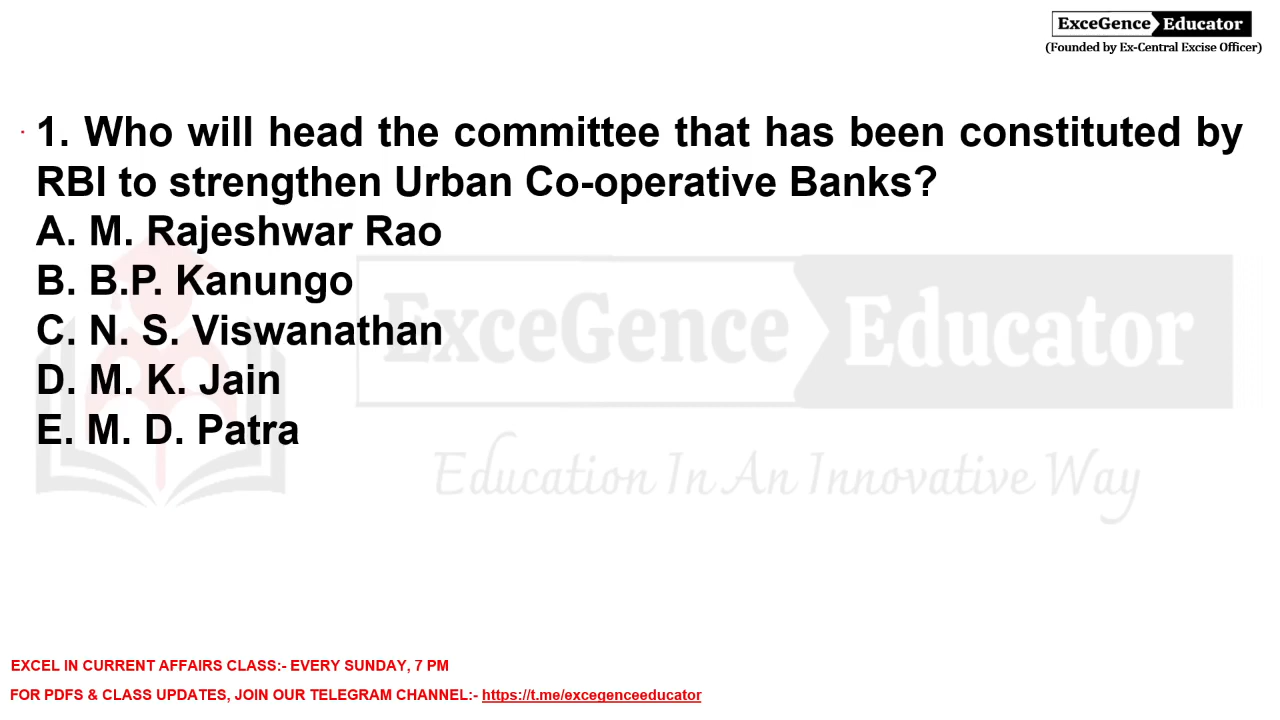 ExceGence Educator
(Founded by Ex-Central Excise Officer)
1. Who will head the committee that has been constituted by
RBI to strengthen Urban Co-operative Banks?
A. M. Rajeshwar Rao
B. B.P. Kanungo
C. N. S. Viswanathan
D. M. K. Jain
E. M. D. Patra
ExceGence Educator
Education In An Innovative Way
EXCEL IN CURRENT AFFAIRS CLASS:- EVERY SUNDAY, 7 PM
FOR PDFS & CLASS UPDATES, JOIN OUR TELEGRAM CHANNEL:- https://t.me/excegenceeducator